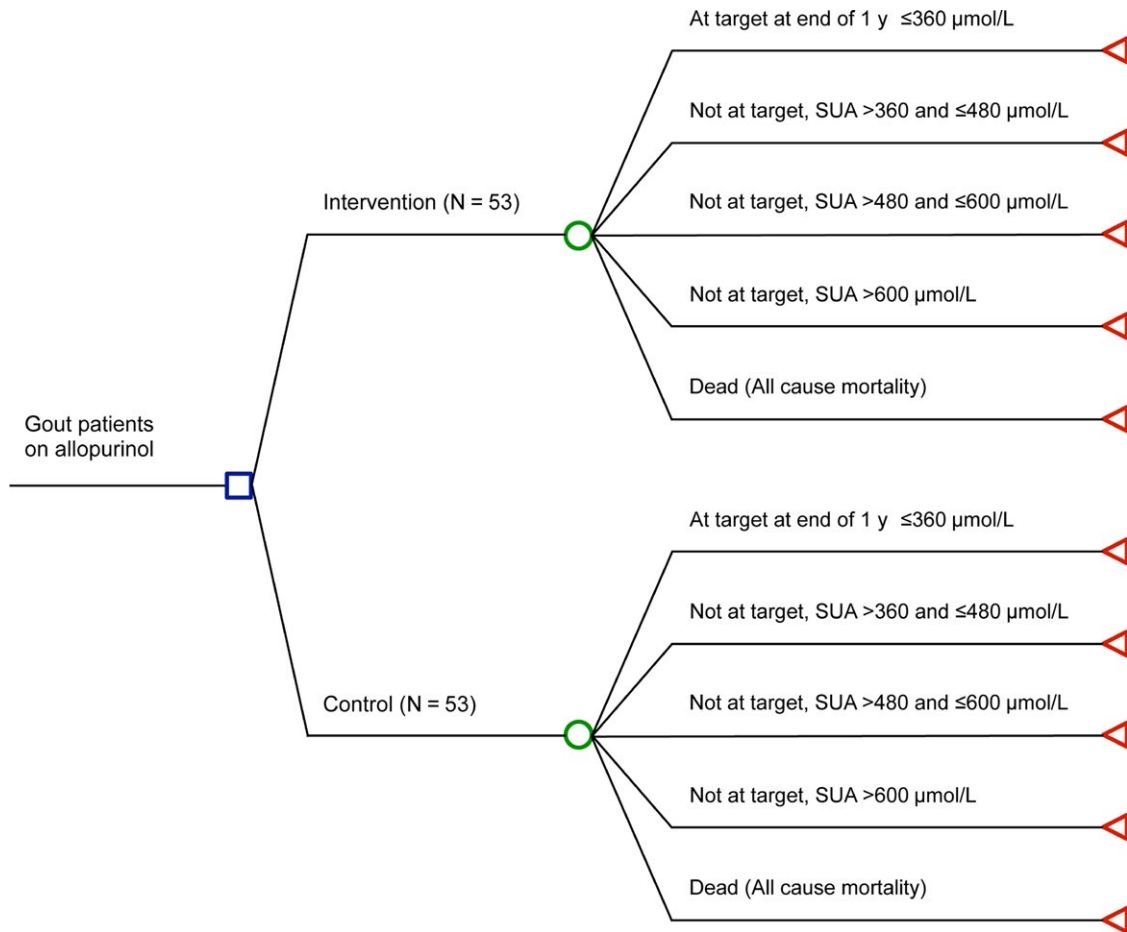 At target at end of 1 y ≤360 µmol/L
Not at target, SUA >360 and ≤480 µmol/L
Intervention (N = 53)
Not at target, SUA >480 and ≤600 µmol/L
Not at target, SUA >600 µmol/L
Dead (All cause mortality)
Gout patients
on allopurinol
At target at end of 1 y ≤360 µmol/L
Not at target, SUA >360 and ≤480 µmol/L
Control (N = 53)
Not at target, SUA >480 and ≤600 µmol/L
Not at target, SUA >600 µmol/L
Dead (All cause mortality)